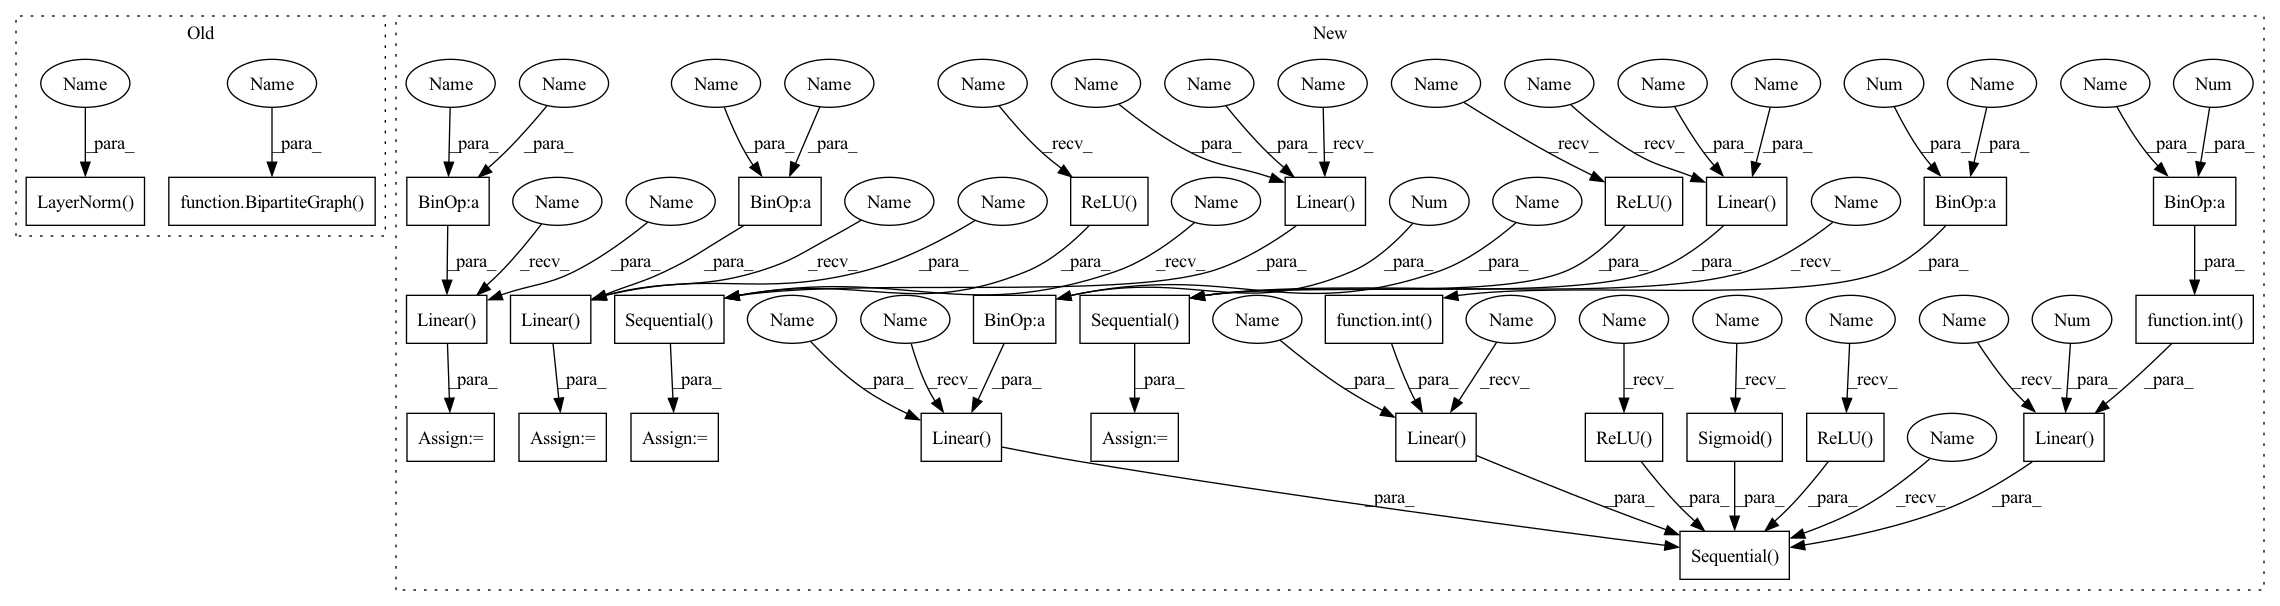 Old New
Name Name Name Name Name Name Name Name Name Name Name Name Name Name Num Name Name Num
_para_ _para_ _para_ _para_ _para_ _para_ _recv_ _para_ _para_ _recv_ _recv_ _recv_ _para_ _para_ _para_ _para_ _para_ _para_
LayerNorm() function.BipartiteGraph() BinOp:a Name Name BinOp:a Name Name ReLU() Name Linear() Num Name ReLU() Linear() Name BinOp:a BinOp:a
_para_ _recv_ _para_ _para_ _recv_ _para_ _para_ _recv_ _para_ _para_ _para_ _para_ _para_ _recv_ _para_ _para_
Linear() Linear() Sequential() Name Name BinOp:a Sequential() Name function.int() Name Name Name Name Name Num function.int()
_para_ _para_ _para_ _para_ _recv_ _para_ _para_ _para_ _para_ _recv_ _recv_ _recv_ _recv_ _recv_ _para_ _para_
Assign:= Assign:= Assign:= Linear() Assign:= Linear() ReLU() Sigmoid() ReLU() Name Linear()
_para_ _para_ _para_ _para_ _para_ _recv_ _para_
Sequential()